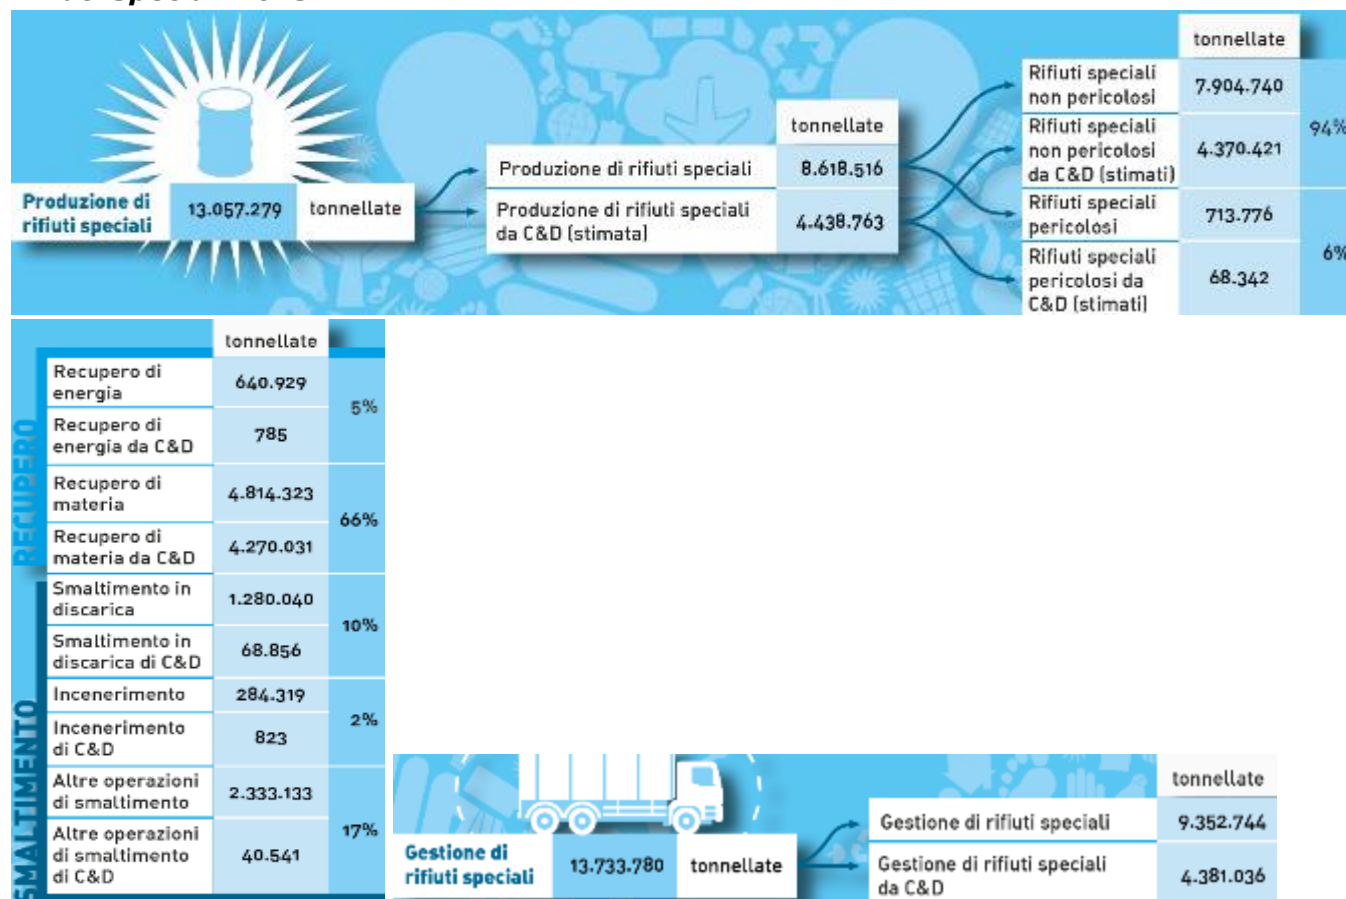 tonnellate
Rifiuti speciali
non pericolosi
7.904.740
94%
tonnellate
Rifiuti speciali
non pericolosi
da C&D (stimati)
4.370.421
Produzione di rifiuti speciali
8.618.516
Produzione di
rifiuti speciali
13.057.279
tonnellate
Produzione di rifiuti speciali
da C&D (stimata)
4.438.763
Rifiuti speciali
pericolosi
713.776
6%
Rifiuti speciali
pericolosi da
C&D (stimati)
68.342
tonnellate
RECUPERO
Recupero di
energia
640.929
5%
Recupero di
energia da C&D
785
Recupero di
materia
4.814.323
66%
Recupero di
materia da C&D
4.270.031
SMALTIMENTO
Smaltimento in
discarica
1.280.040
10%
Smaltimento in
discarica di C&D
68.856
Incenerimento
284.319
2%
Incenerimento
di C&D
823
Altre operazioni
di smaltimento
2.333.133
17%
Altre operazioni
di smaltimento
di C&D
40.541
Gestione di
rifiuti speciali
13.733.780
tonnellate
tonnellate
Gestione di rifiuti speciali
9.352.744
Gestione di rifiuti speciali
da C&D
4.381.036